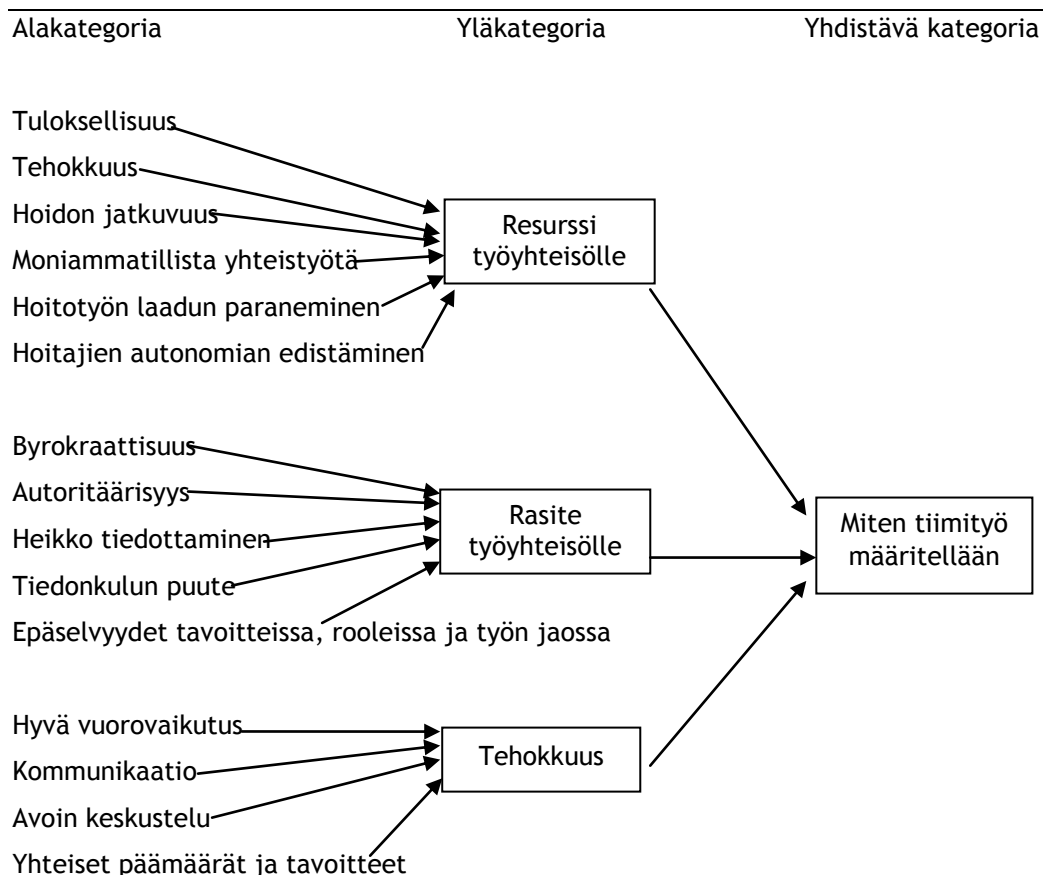 Alakategoria Yläkategoria Yhdistävä kategoria
Tuloksellisuus
Tehokkuus
Hoidon jatkuvuus
Moniammatillista yhteistyötä
Hoitotyön laadun paraneminen
Hoitajien autonomian edistäminen
Resurssi
työyhteisölle
Byrokraattisuus
Autoritäärisyys
Heikko tiedottaminen
Tiedonkulun puute
Epäselvyydet tavoitteissa, rooleissa ja työn jaossa
Rasite
työyhteisölle
Miten tiimityö
määritellään
Hyvä vuorovaikutus
Kommunikaatio
Avoin keskustelu
Yhteiset päämäärät ja tavoitteet
Tehokkuus